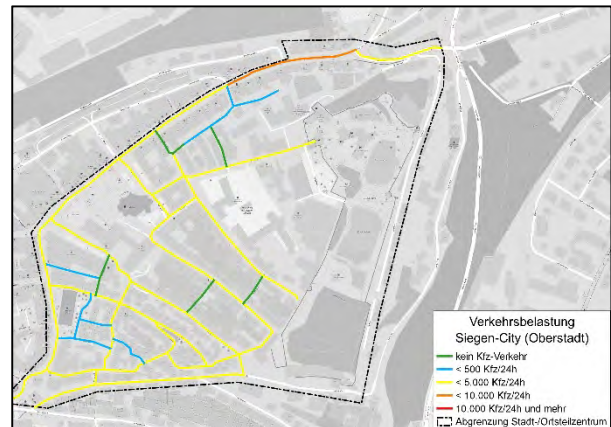 Verkehrsbelastung
Siegen-City (Oberstadt)
kein Kfz-Verkehr
< 500 Kfz/24h
< 5.000 Kfz/24h
< 10.000 Kfz/24h
10.000 Kfz/24h und mehr
Abgrenzung Stadt-/Ortsteilzentrum